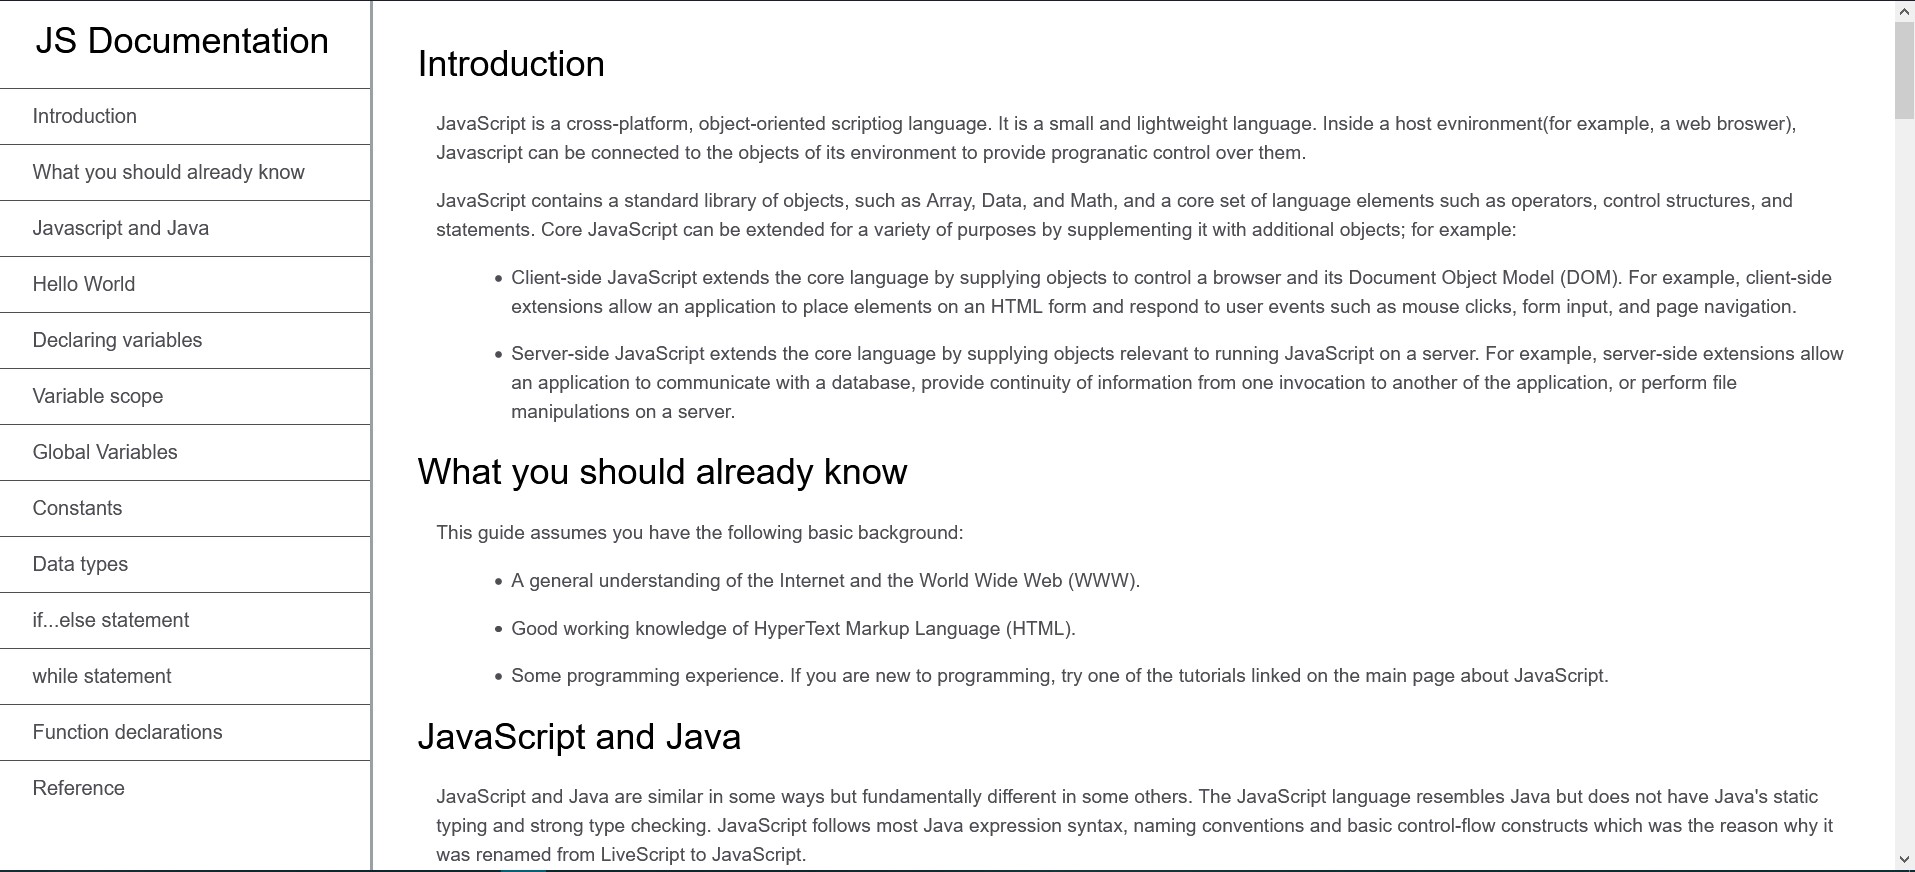 JS Documentation
Introduction
What you should already know
Javascript and Java
Hello World
Declaring variables
Variable scope
Global Variables
Constants
Data types
if...else statement
while statement
Function declarations
Reference
Introduction
JavaScript is a cross-platform, object-oriented scriptiog language. It is a small and lightweight language. Inside a host evnironment(for example, a web broswer),
Javascript can be connected to the objects of its environment to provide progranatic control over them.
JavaScript contains a standard library of objects, such as Array, Data, and Math, and a core set of language elements such as operators, control structures, and
statements. Core JavaScript can be extended for a variety of purposes by supplementing it with additional objects; for example:
• Client-side JavaScript extends the core language by supplying objects to control a browser and its Document Object Model (DOM). For example, client-side
extensions allow an application to place elements on an HTML form and respond to user events such as mouse clicks, form input, and page navigation.
• Server-side JavaScript extends the core language by supplying objects relevant to running JavaScript on a server. For example, server-side extensions allow
an application to communicate with a database, provide continuity of information from one invocation to another of the application, or perform file
manipulations on a server.
What you should already know
This guide assumes you have the following basic background:
• A general understanding of the Internet and the World Wide Web (WWW).
• Good working knowledge of HyperText Markup Language (HTML).
• Some programming experience. If you are new to programming, try one of the tutorials linked on the main page about JavaScript.
JavaScript and Java
JavaScript and Java are similar in some ways but fundamentally different in some others. The JavaScript language resembles Java but does not have Java's static
typing and strong type checking. JavaScript follows most Java expression syntax, naming conventions and basic control-flow constructs which was the reason why it
was renamed from LiveScript to JavaScript.